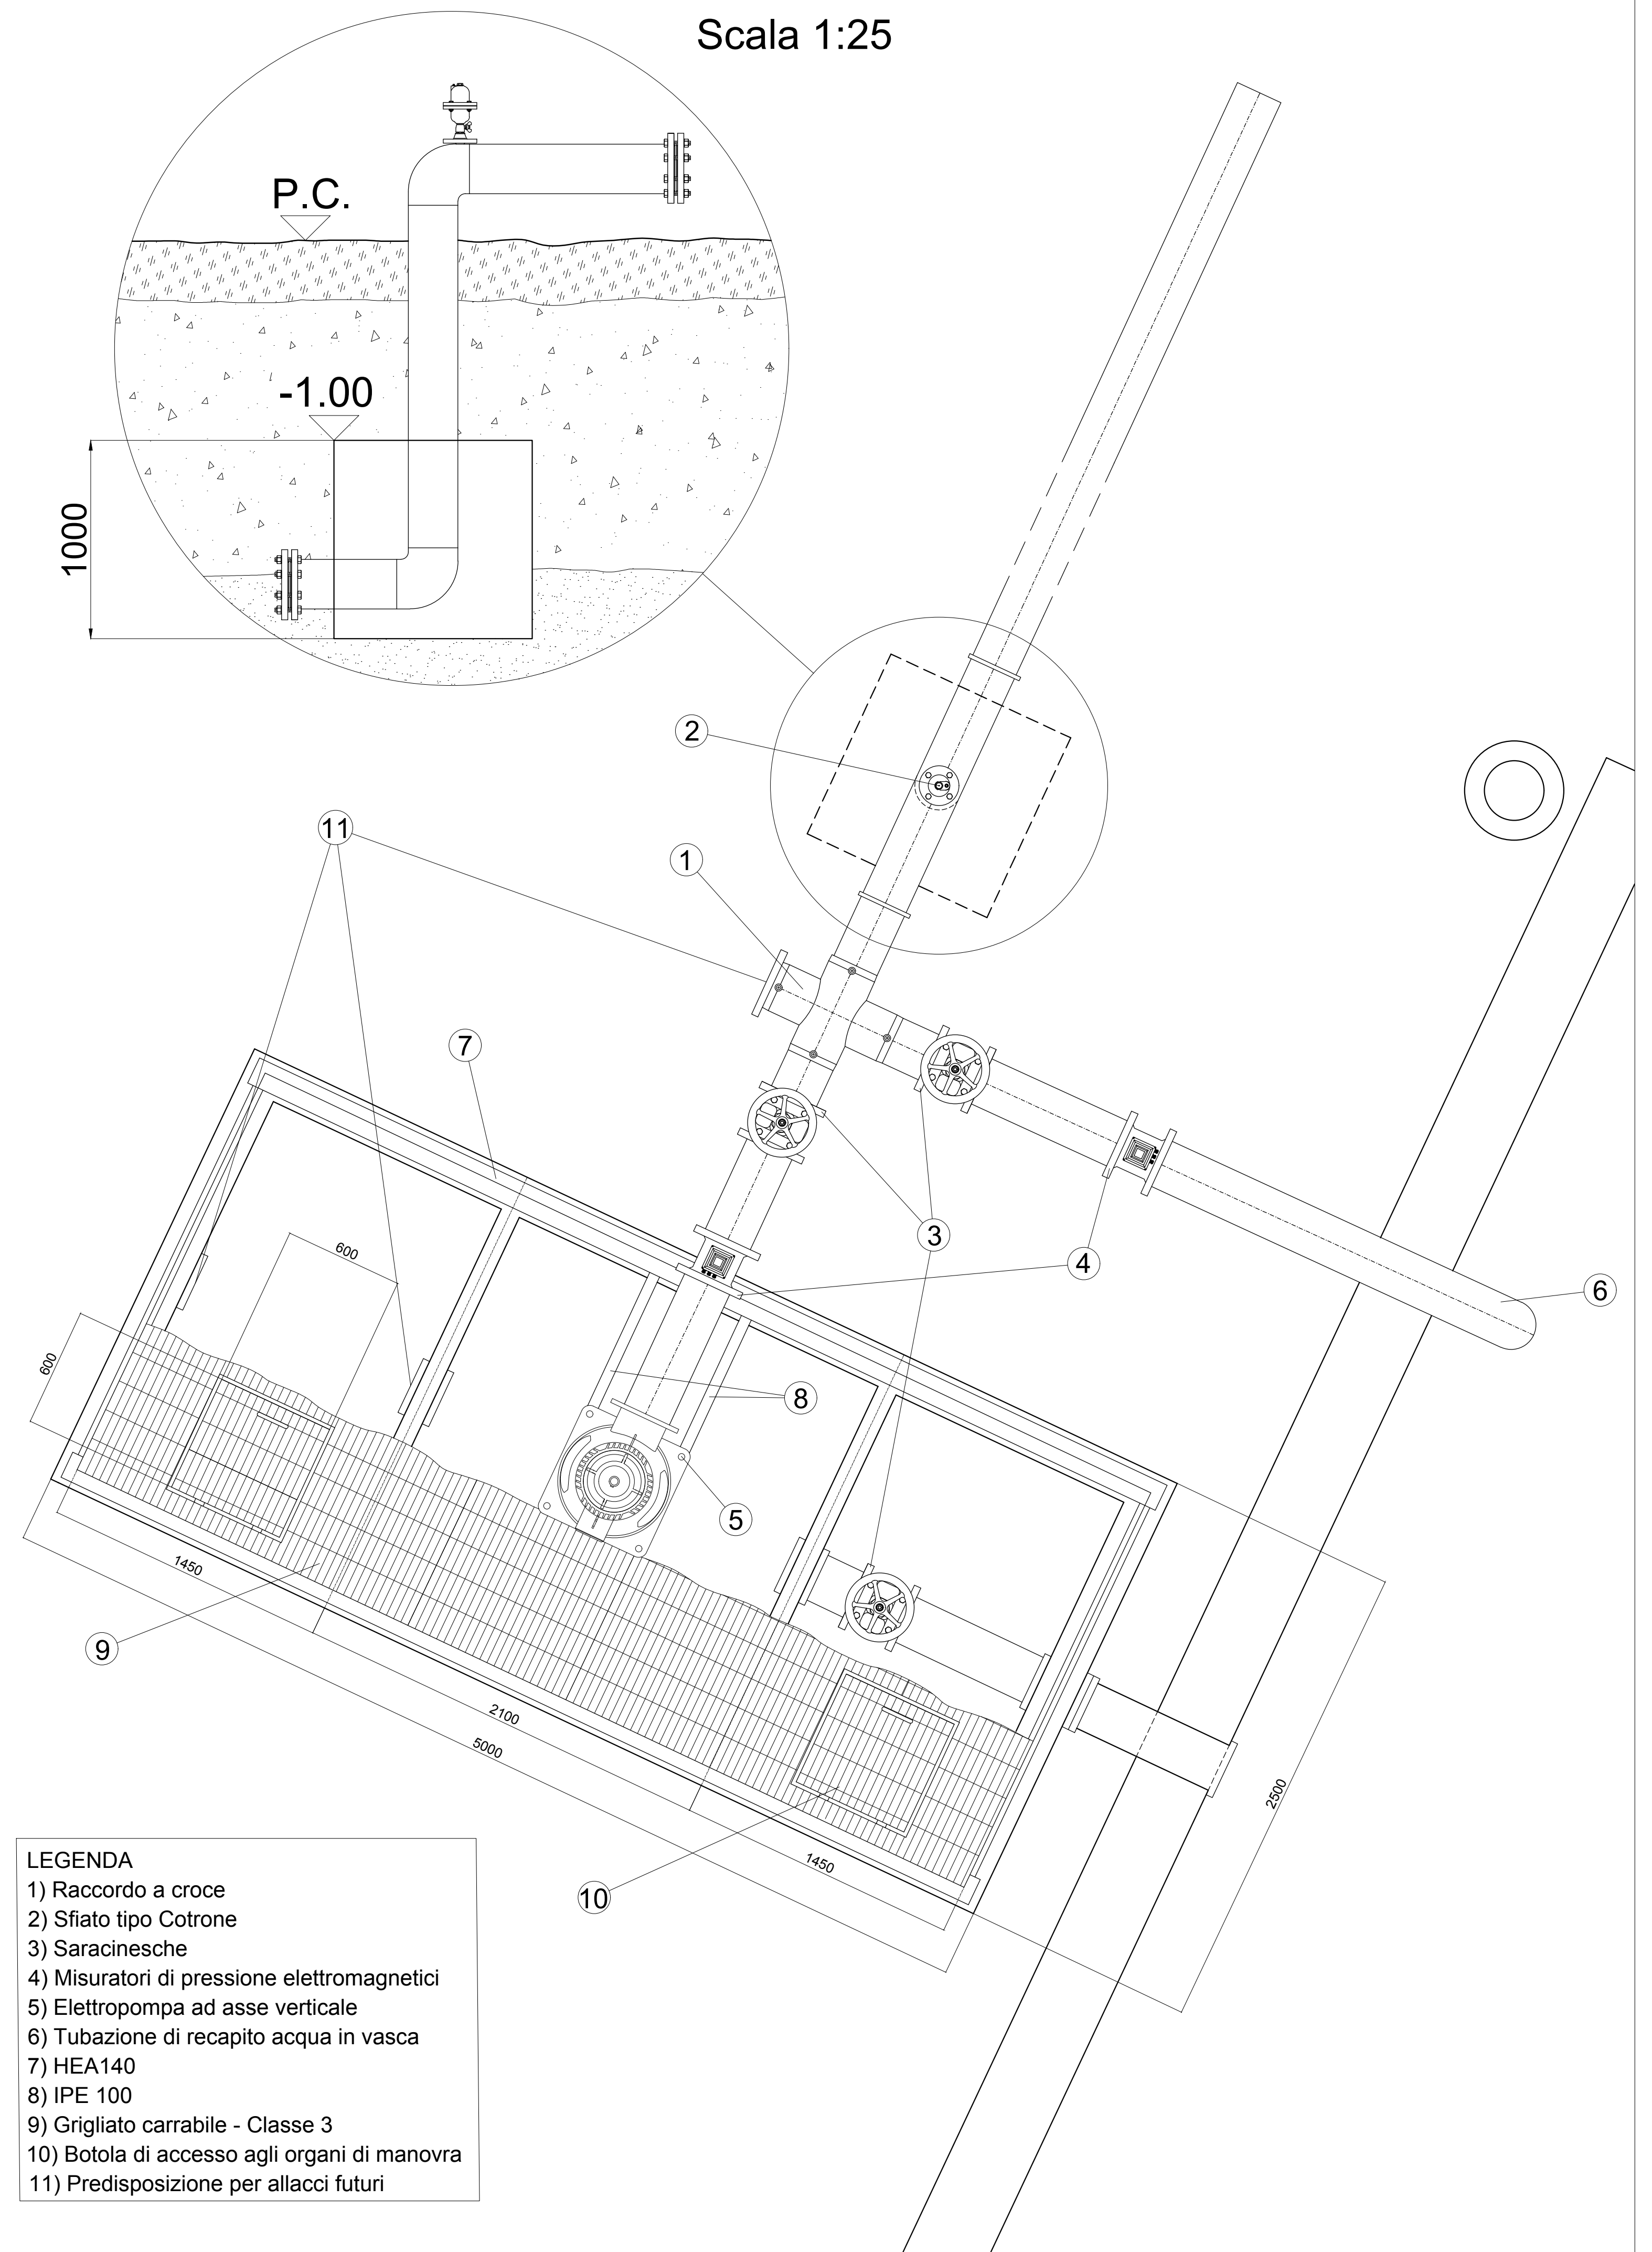 Scala 1:25
P.C.
-1.00
1000
2
11
1
7
3
4
6
600
600
8
5
1450
9
2100
5000
2500
1450
10
LEGENDA
1) Raccordo a croce
2) Sfiato tipo Cotrone
3) Saracinesche
4) Misuratori di pressione elettromagnetici
5) Elettropompa ad asse verticale
6) Tubazione di recapito acqua in vasca
7) HEA140
8) IPE 100
9) Grigliato carrabile - Classe 3
10) Botola di accesso agli organi di manovra
11) Predisposizione per allacci futuri